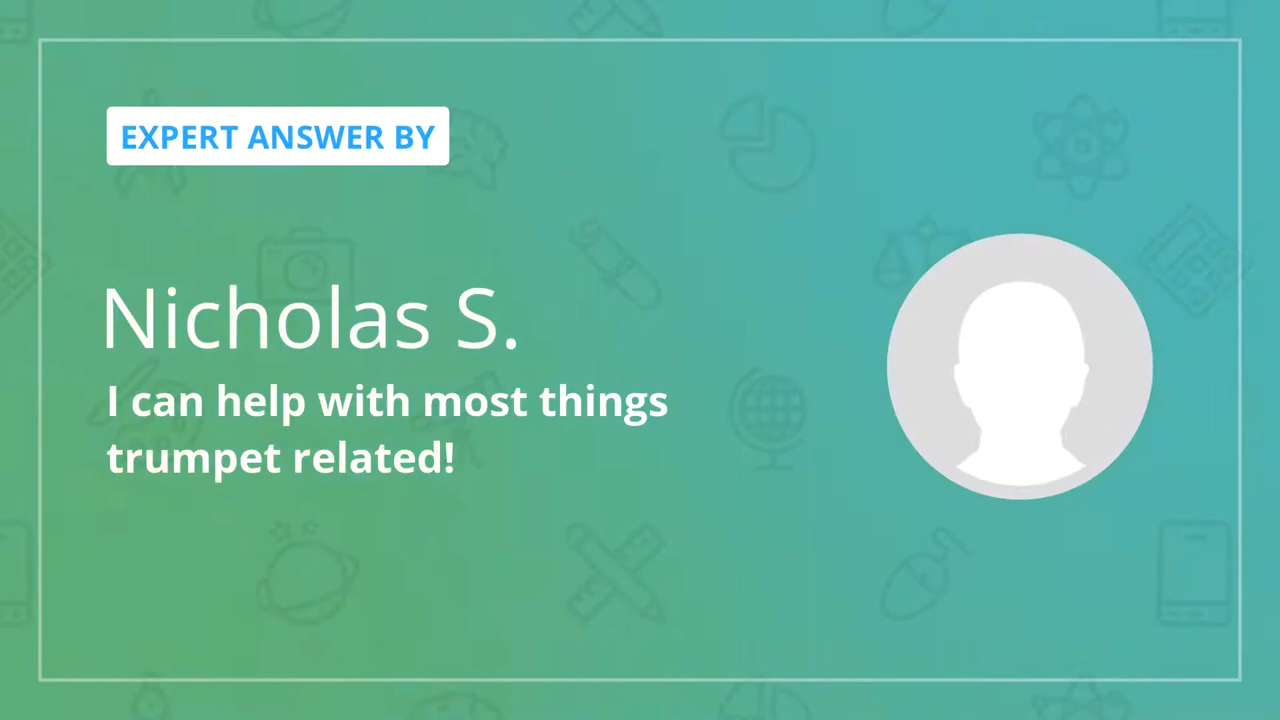 EXPERT ANSWER BY
Nicholas S.
I can help with most things
trumpet related!